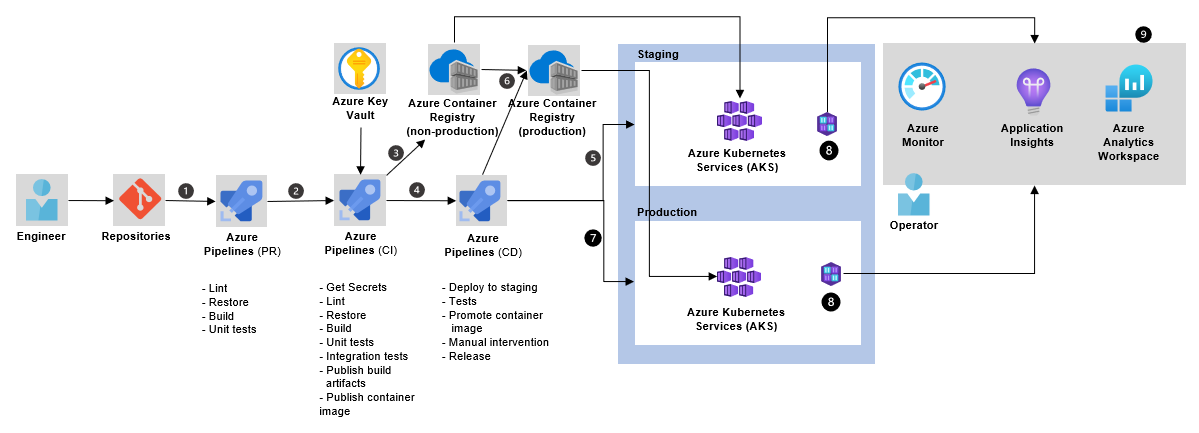 Azure Key
Vault
Azure Container
Registry
(non-production)
6
Azure Container
Registry
(production)
Staging
Azure Kubernetes
Services (AKS)
8
9
Azure
Monitor
Application
Insights
Azure
Analytics
Workspace
Operator
Engineer
Repositories
1
Azure
Pipelines (PR)
2
Azure
Pipelines (CI)
3
4
Azure
Pipelines (CD)
5
7
Production
Azure Kubernetes
Services (AKS)
8
- Lint
- Restore
- Build
- Unit tests
- Get Secrets
- Lint
- Restore
- Build
- Unit tests
- Integration tests
- Publish build
artifacts
- Publish container
image
- Deploy to staging
- Tests
- Promote container
image
- Manual intervention
- Release